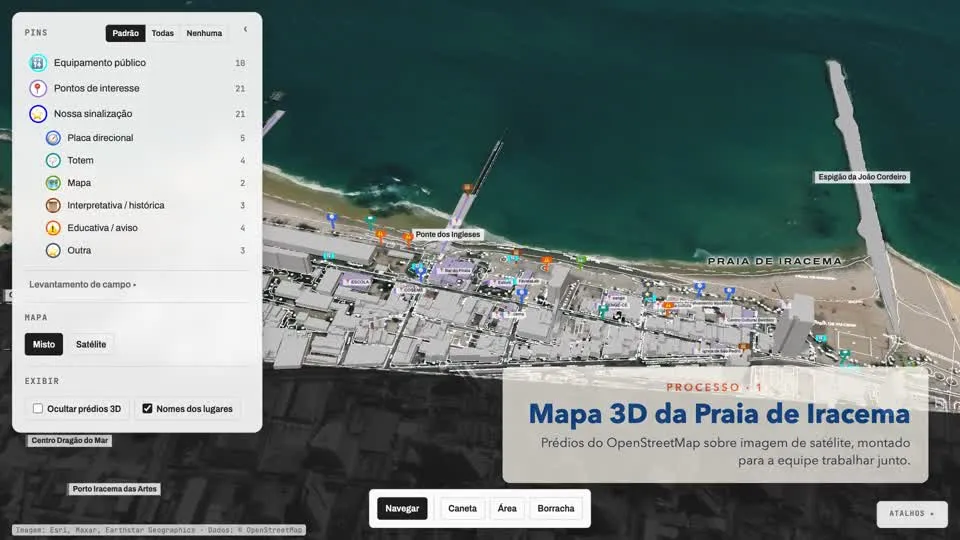 PINS
Padrão
Todas
Nenhuma
Equipamento público
18
Pontos de interesse
21
Nossa sinalização
21
Placa direcional
5
Totem
4
Mapa
2
Interpretativa / histórica
3
Educativa / aviso
4
Outra
3
Levantamento de campo
MAPA
Misto
Satélite
EXIBIR
Ocultar prédios 3D
Nomes dos lugares
Espigão da João Cordeiro
Ponte dos Ingleses
PRAIA DE IRACEMA
ESCOLA
Centro Dragão do Mar
Porto Iracema das Artes
PROCESSO · 1
Mapa 3D da Praia de Iracema
Prédios do OpenStreetMap sobre imagem de satélite, montado
para a equipe trabalhar junto.
Navegar
Caneta
Área
Borracha
ATALHOS
Imagem: Esri, Maxar, Earthstar Geographics · Dados: © OpenStreetMap